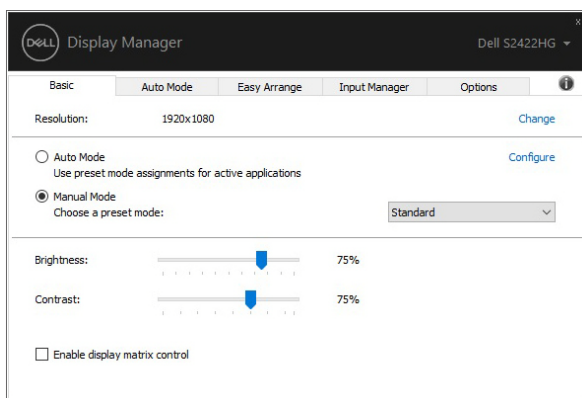 DELL Display Manager
Dell S2422HG
x
Basic
Auto Mode
Easy Arrange
Input Manager
Options
i
Resolution: 1920x1080 Change
Auto Mode Configure
Use preset mode assignments for active applications
Manual Mode
Choose a preset mode: Standard
Brightness: 75%
Contrast: 75%
Enable display matrix control